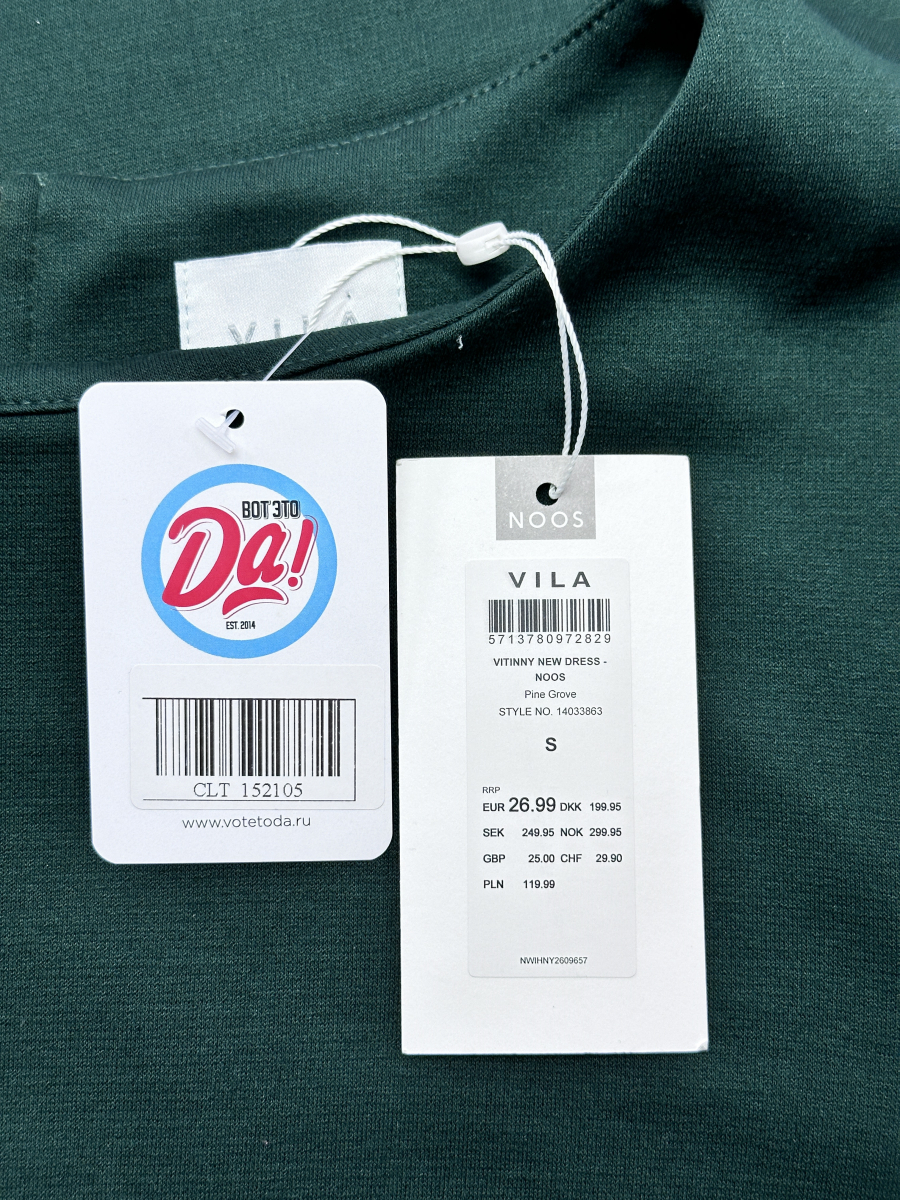 VILA
ВОТ ЭТО
Да!
EST. 2014
CLT 152105
www.votetoda.ru
NOOS
VILA
5713780972829
VITINNY NEW DRESS -
NOOS
Pine Grove
STYLE NO. 14033863
S
RRP
EUR 26.99 DKK 199.95
SEK 249.95 NOK 299.95
GBP 25.00 CHF 29.90
PLN 119.99
NWIHNY2609657